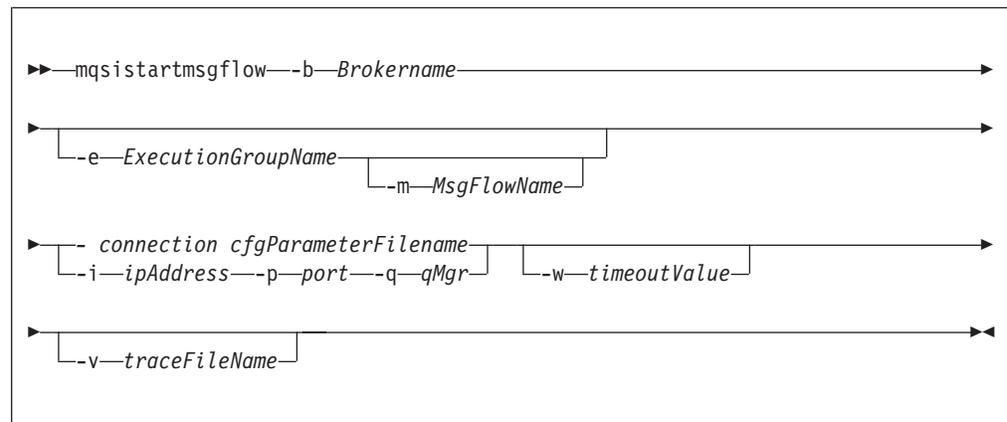 mqsistartmsgflow -b Brokername
-e ExecutionGroupName
-m MsgFlowName
- connection cfgParameterFilename
-i ipAddress -p port -q qMgr -w timeoutValue
-v traceFileName